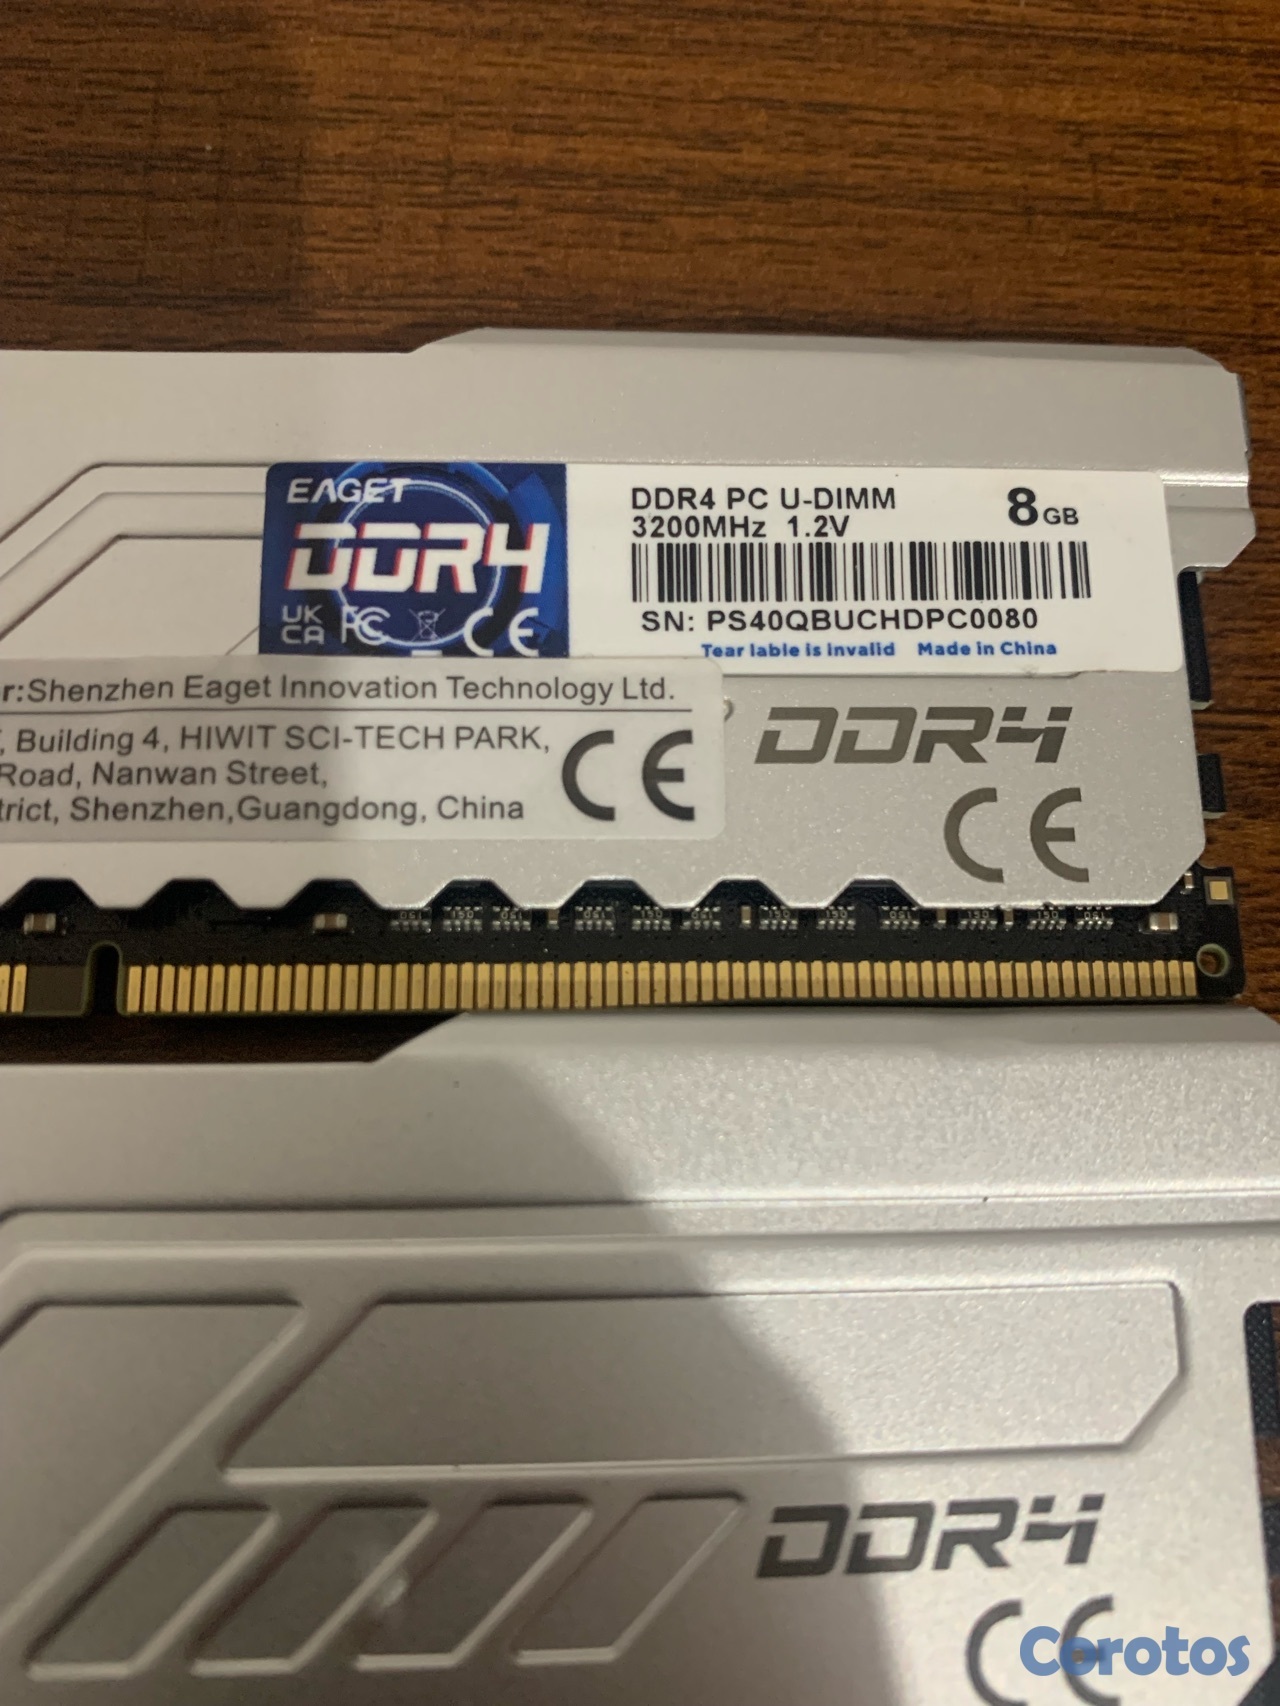 EAGET
DDR4
UK
CA FC CE
DDR4 PC U-DIMM 8GB
3200MHz 1.2V
SN: PS40QBUCHDPC0080
Tear lable is invalid Made in China
r:Shenzhen Eaget Innovation Technology Ltd.
, Building 4, HIWIT SCI-TECH PARK,
Road, Nanwan Street,
trict, Shenzhen,Guangdong, China
CE
DDR4
CE
DDR4
CE
Corotos